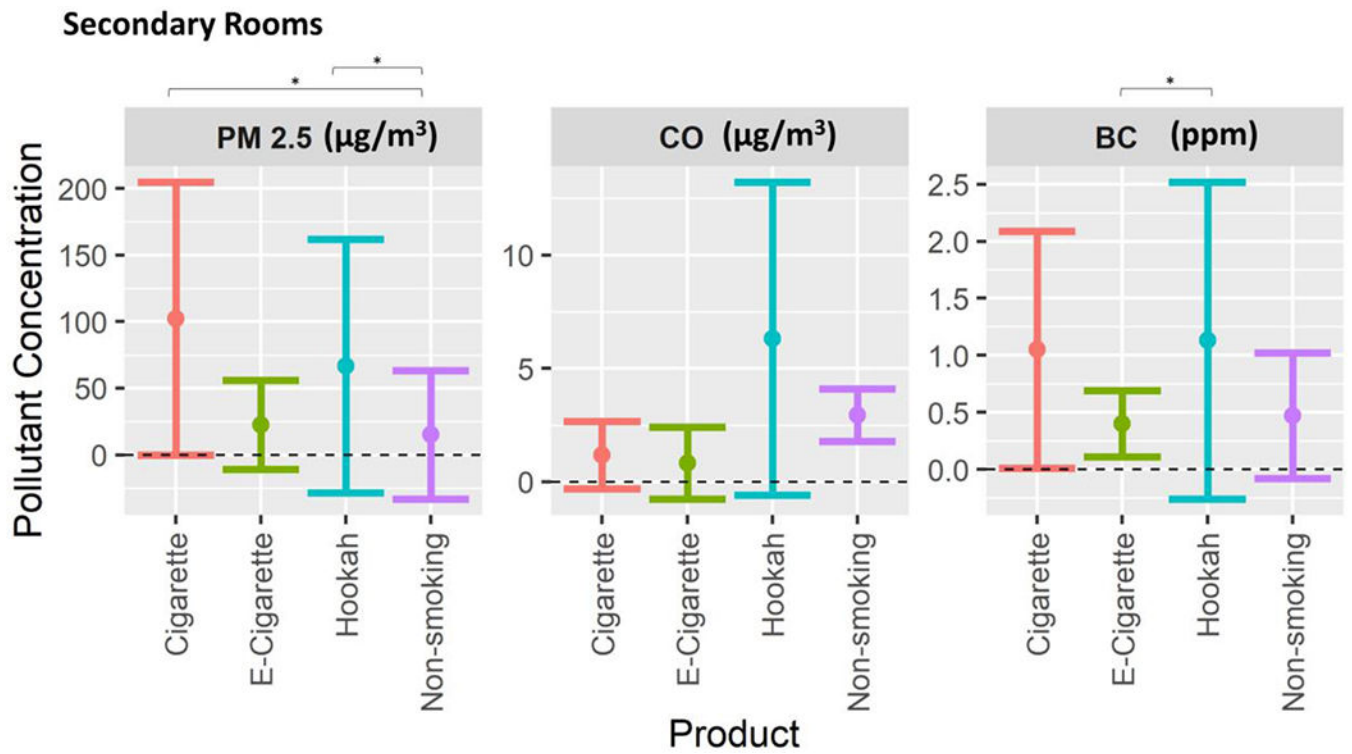 Secondary Rooms
*
*
*
PM 2.5 (µg/m³)
CO (µg/m³)
BC (ppm)
Pollutant Concentration
200
150
100
50
0
10
5
0
2.5
2.0
1.5
1.0
0.5
0.0
Cigarette
E-Cigarette
Hookah
Non-smoking
Cigarette
E-Cigarette
Hookah
Non-smoking
Cigarette
E-Cigarette
Hookah
Non-smoking
Product